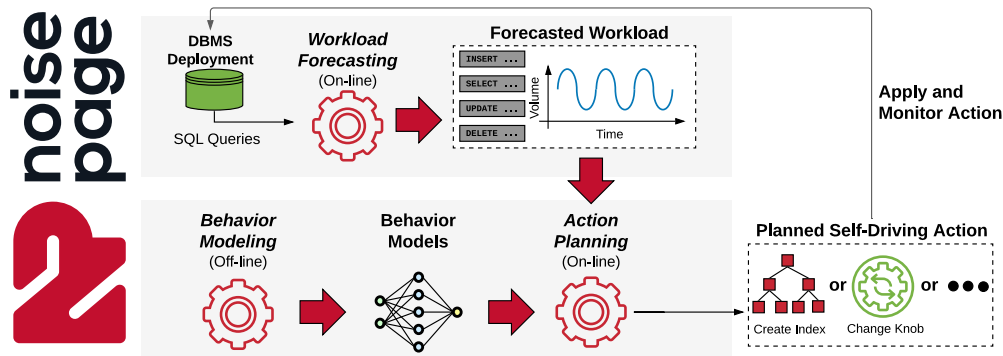 noise
page
DBMS
Deployment
SQL Queries
Workload
Forecasting
(On-line)
Forecasted Workload
INSERT ...
SELECT ...
UPDATE ...
DELETE ...
Volume
Time
Apply and
Monitor Action
Behavior
Modeling
(Off-line)
Behavior
Models
Action
Planning
(On-line)
Planned Self-Driving Action
or
or
Create Index
Change Knob